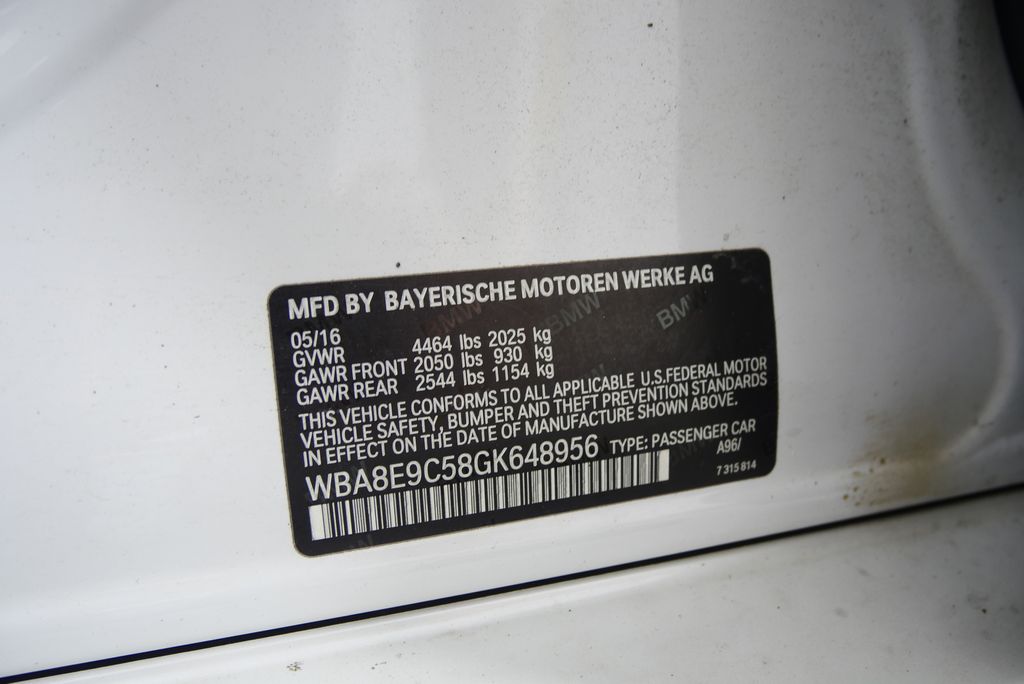 MFD BY BAYERISCHE MOTOREN WERKE AG
05/16
GVWR 4464 lbs 2025 kg
GAWR FRONT 2050 lbs 930 kg
GAWR REAR 2544 lbs 1154 kg
THIS VEHICLE CONFORMS TO ALL APPLICABLE U.S.FEDERAL MOTOR
VEHICLE SAFETY, BUMPER AND THEFT PREVENTION STANDARDS
IN EFFECT ON THE DATE OF MANUFACTURE SHOWN ABOVE.
WBA8E9C58GK648956 TYPE: PASSENGER CAR
A96/
7 315 814
BMW BMW BMW